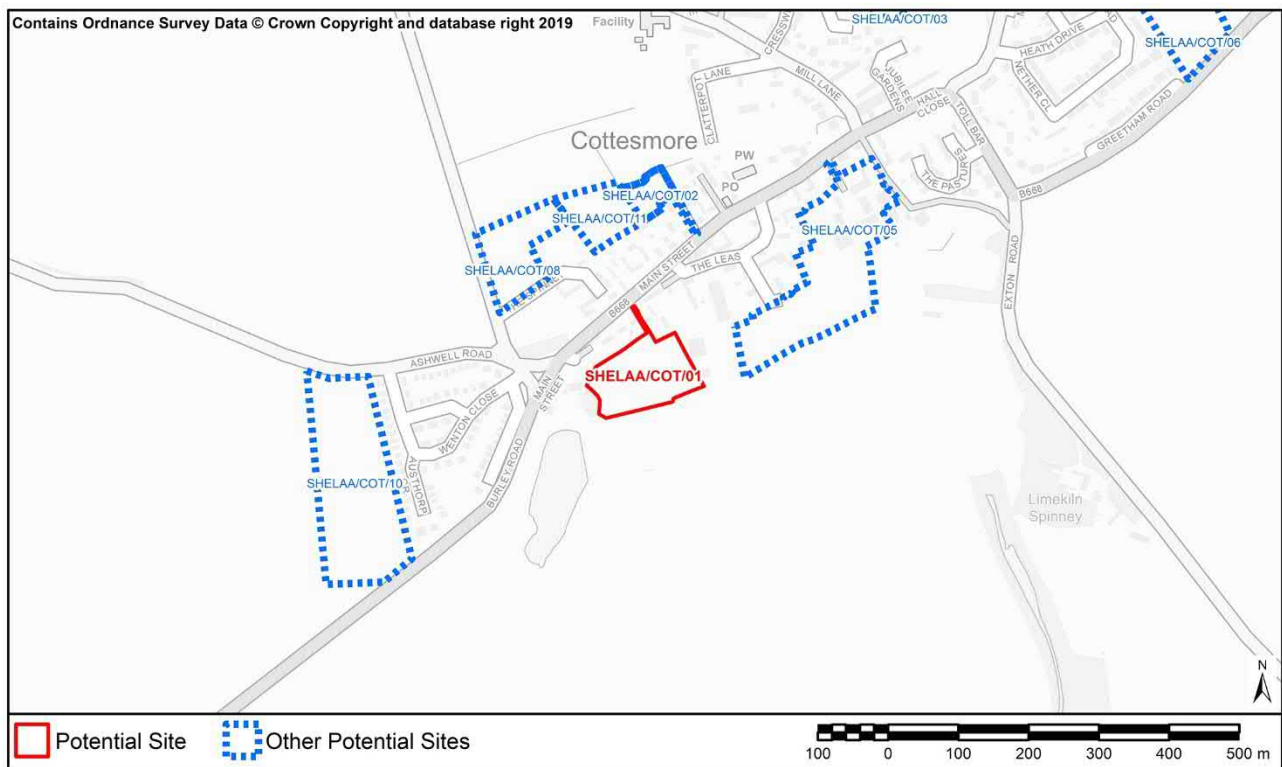 Contains Ordnance Survey Data © Crown Copyright and database right 2019
Facility
SHELAA/COT/03
SHELAA/COT/06
CLATTERPOT LANE
MILL LANE
JUBILEE
GARDENS
HEATH DRIVE
NETHER CL
HALL
CLOSE
TOLL BAR
GREETHAM ROAD
Cottesmore
PW
PO
THE PASTURES
B668
SHELAA/COT/02
SHELAA/COT/11
SHELAA/COT/05
SHELAA/COT/08
THE LEAS
B668
MAIN STREET
EXTON ROAD
ASHWELL ROAD
MAIN
STREET
SHELAA/COT/01
WENTON CLOSE
AUSTHORP
SHELAA/COT/10
BURLEY ROAD
Limekiln
Spinney
N
Potential Site
Other Potential Sites
100 0 100 200 300 400 500 m